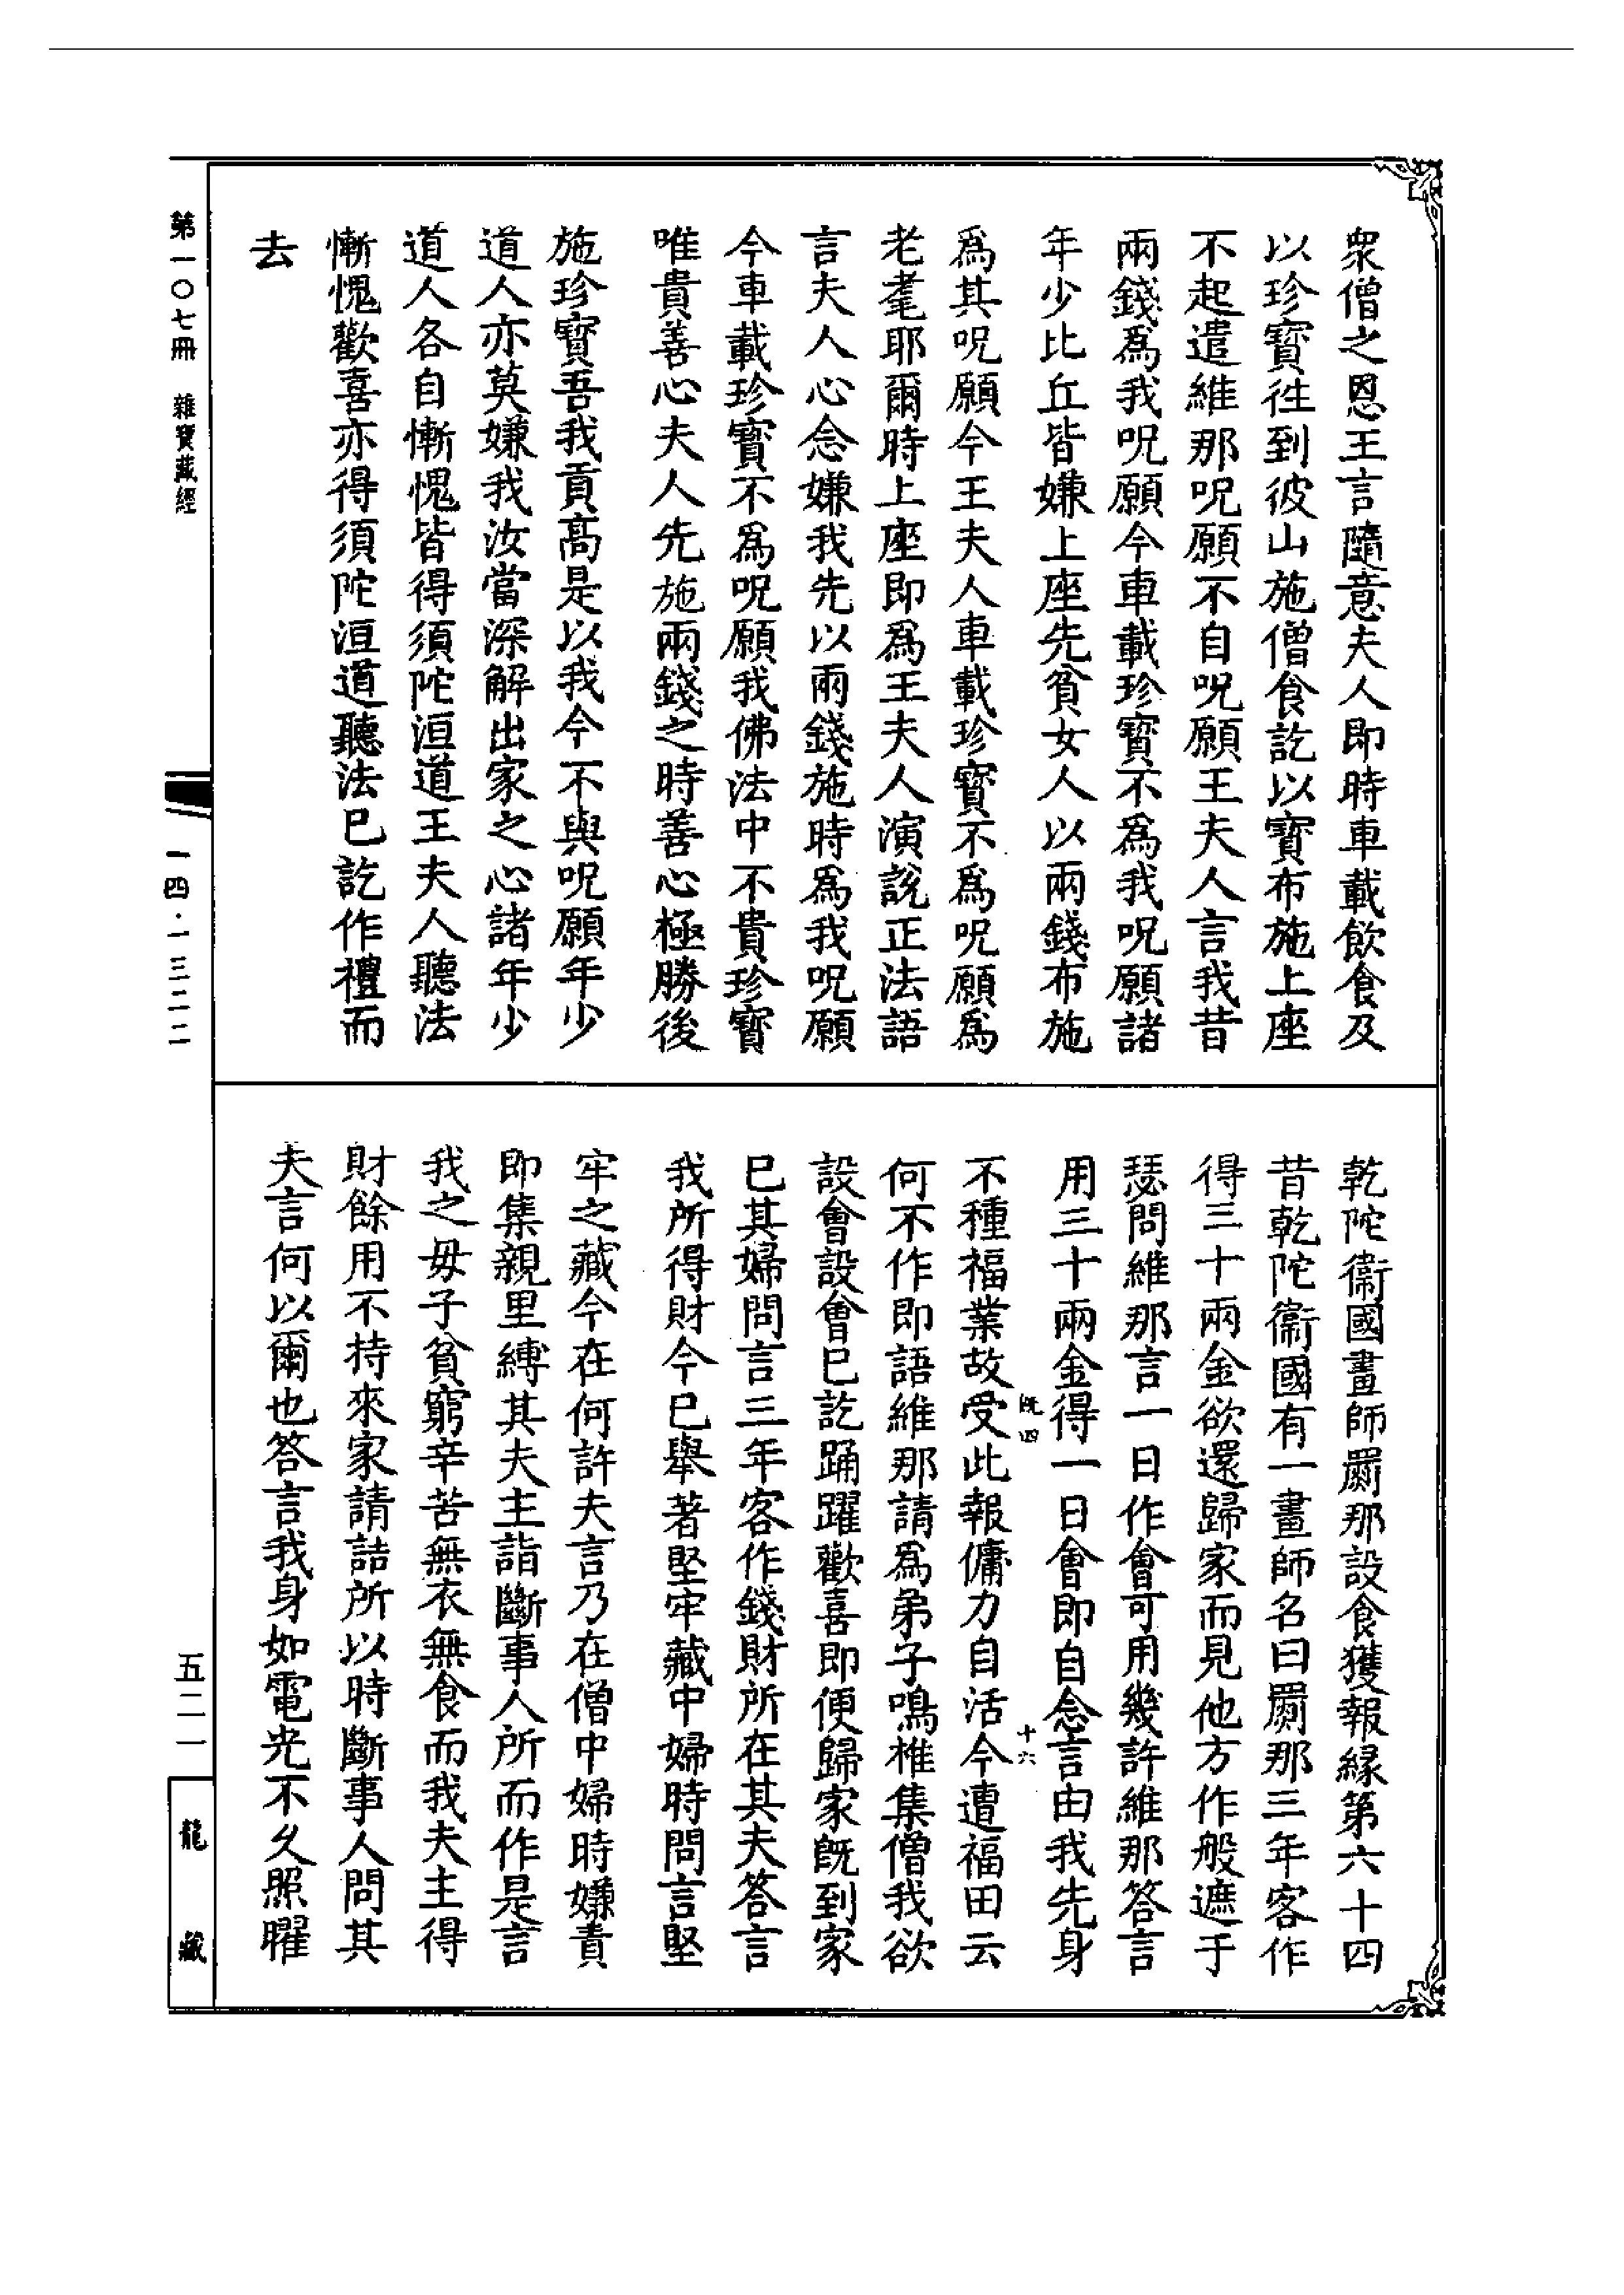 眾僧之恩王言隨意夫人即時車載飲食及
以珍寶往到彼山施僧食訖以寶布施上座
不起遣維那呪願不自呪願王夫人言我昔
兩錢爲我呪願今車載珍寶不爲我呪願諸
年少比丘皆嫌上座先貧女人以兩錢布施
爲其呪願今王夫人車載珍寶不爲呪願爲
老耄耶爾時上座即爲王夫人演說正法語
言夫人心念嫌我先以兩錢施時爲我呪願
今車載珍寶不爲呪願我佛法中不貴珍寶
唯貴善心夫人先施兩錢之時善心極勝後
施珍寶吾我貢高是以我今不與呪願年少
道人亦莫嫌我汝當深解出家之心諸年少
道人各自慚愧皆得須陀洹道王夫人聽法
慚愧歡喜亦得須陀洹道聽法已訖作禮而
去
乾陀衞國畫師罽那設食獲報緣第六十四
昔乾陀衞國有一畫師名曰罽那三年客作
得三十兩金欲還歸家而見他方作般遮于
瑟問維那言一日作會可用幾許維那答言
用三十兩金得一日會即自念言由我先身
不種福業故受此報傭力自活今遭福田云
何不作即語維那請爲弟子鳴椎集僧我欲
設會設會已訖踊躍歡喜即便歸家既到家
已其婦問言三年客作錢財所在其夫答言
我所得財今已舉著堅牢藏中婦時問言堅
牢之藏今在何許夫言乃在僧中婦時嫌責
即集親里縛其夫主詣斷事人所而作是言
我之毋子貧窮辛苦無衣無食而我夫主得
財餘用不持來家請詰所以時斷事人問其
夫言何以爾也答言我身如電光不久照曜
既四
十六
第一〇七冊 雜寶藏經
一四·一三二二
五二一
龍藏